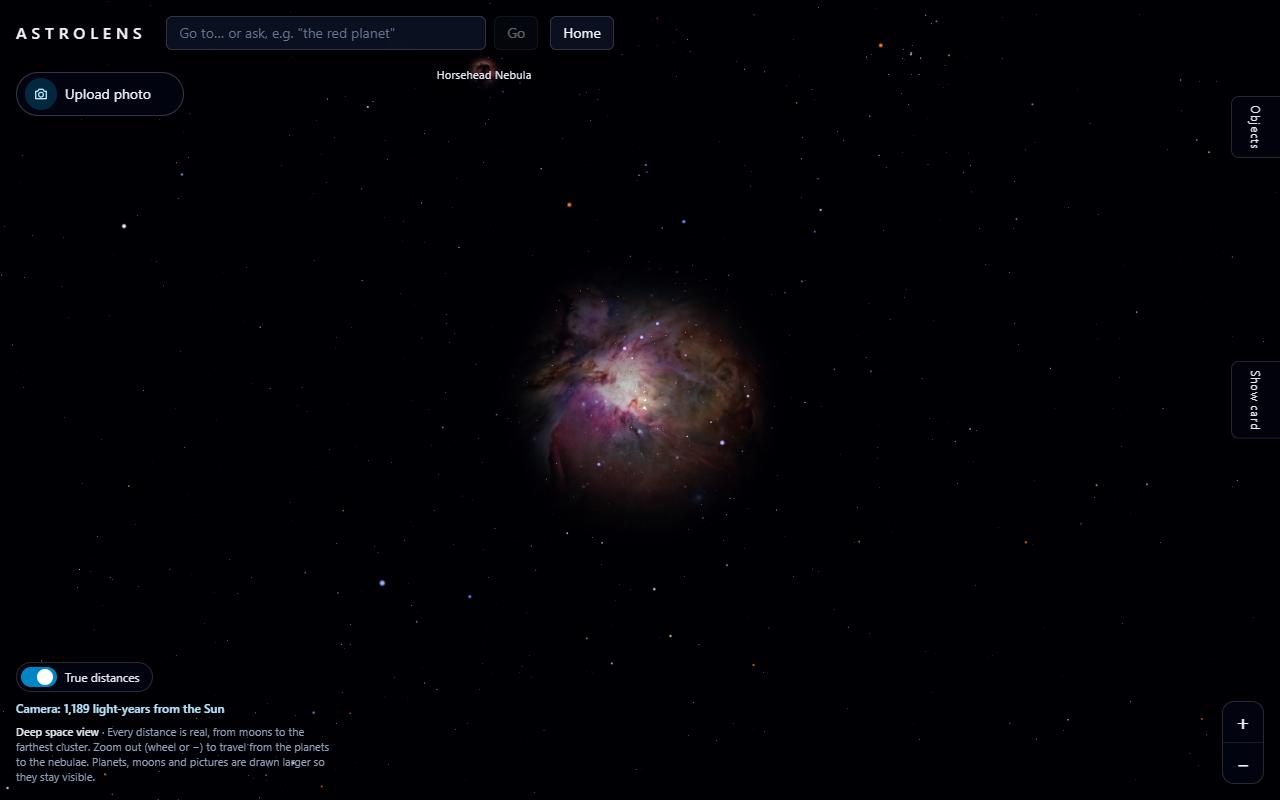 ASTROLENS
Go to... or ask, e.g. "the red planet"
Go
Home
Horsehead Nebula
Upload photo
Objects
Show card
True distances
Camera: 1,189 light-years from the Sun
Deep space view · Every distance is real, from moons to the
farthest cluster. Zoom out (wheel or −) to travel from the planets
to the nebulae. Planets, moons and pictures are drawn larger so
they stay visible.
+
−